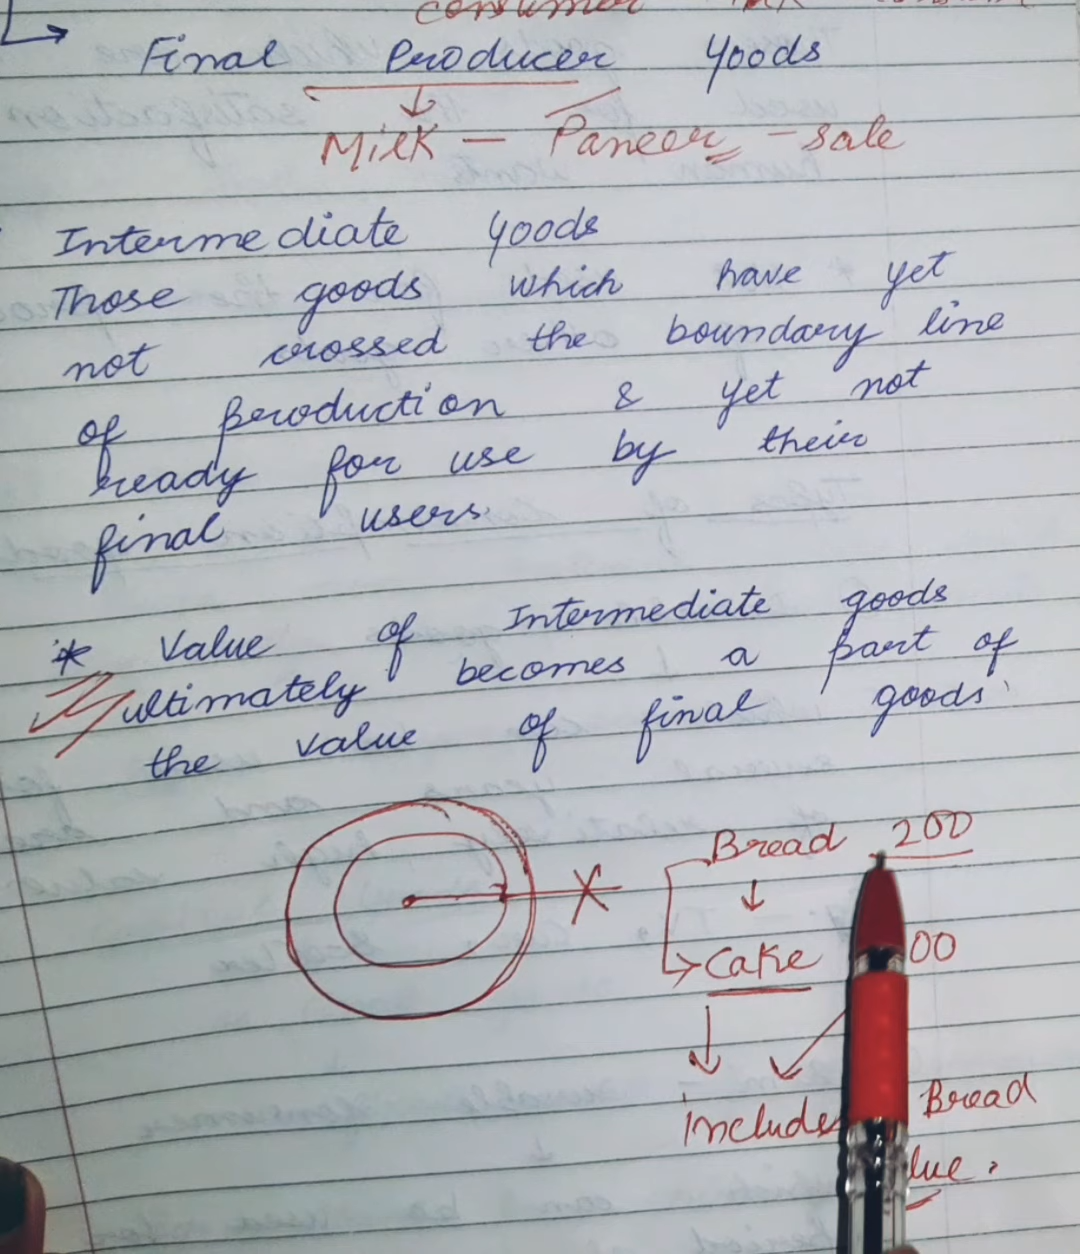 consumer
Final Producer goods
Milk – Paneer – sale
Intermediate goods
Those goods which have yet
not crossed the boundary line
of production & yet not
ready for use by their
final users.
* Value of Intermediate goods
ultimately becomes a part of
the value of final goods
Bread 200
Cake 00
include Bread
lue.